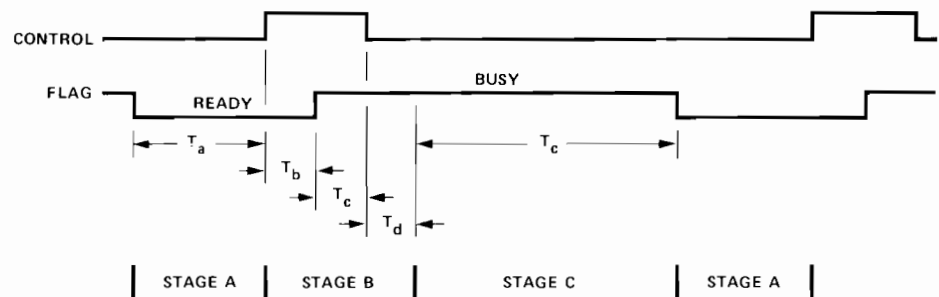 CONTROL
BUSY
FLAG
READY
Ta
Tc
Tb
Tc
Td
STAGE A
STAGE B
STAGE C
STAGE A